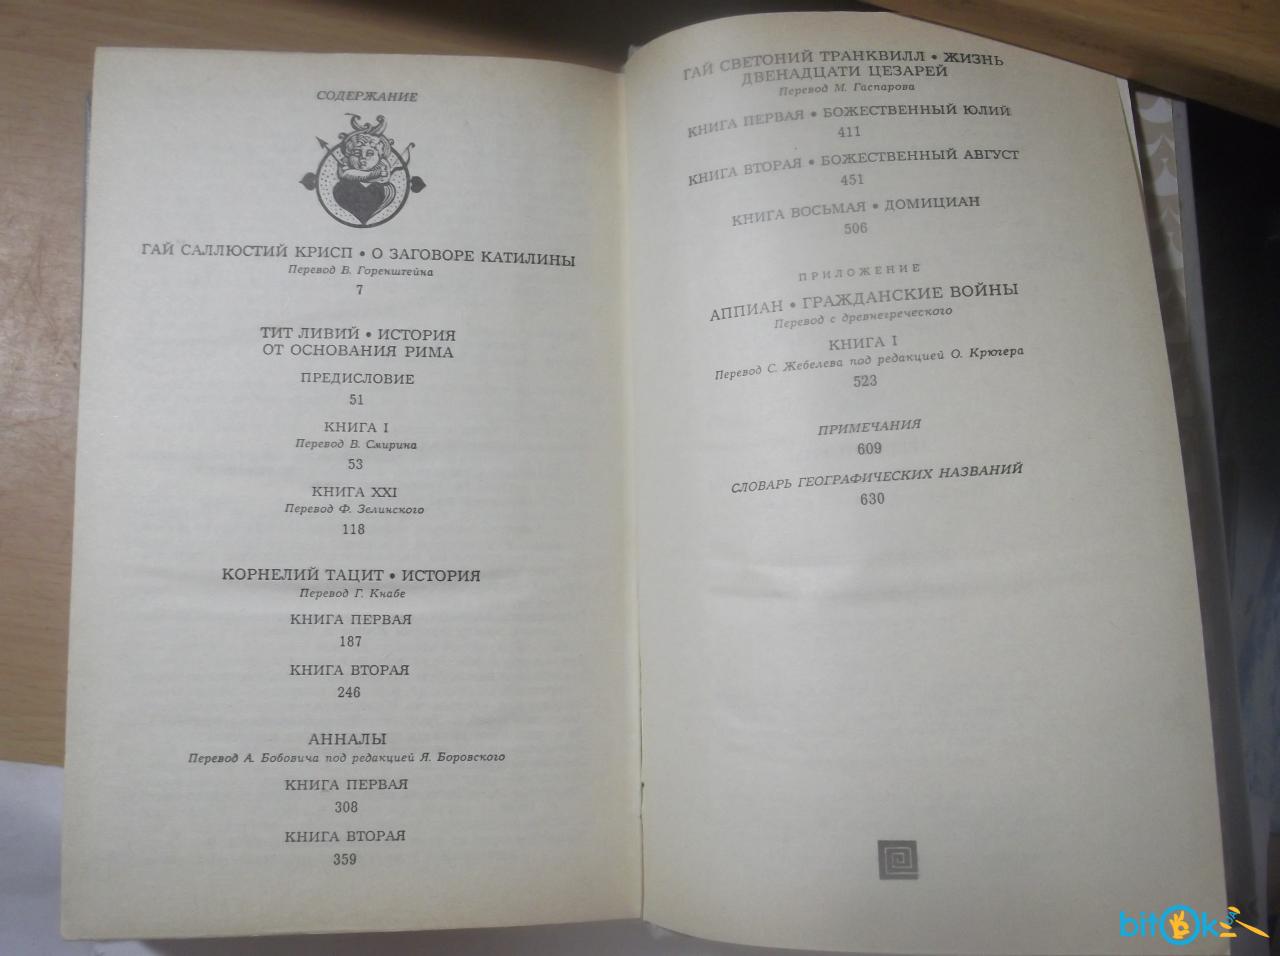 СОДЕРЖАНИЕ
ГАЙ САЛЛЮСТИЙ КРИСП • О ЗАГОВОРЕ КАТИЛИНЫ
Перевод В. Горенштейна
7
ТИТ ЛИВИЙ • ИСТОРИЯ
ОТ ОСНОВАНИЯ РИМА
ПРЕДИСЛОВИЕ
51
КНИГА I
Перевод В. Смирина
53
КНИГА XXI
Перевод Ф. Зелинского
118
КОРНЕЛИЙ ТАЦИТ • ИСТОРИЯ
Перевод Г. Кнабе
КНИГА ПЕРВАЯ
187
КНИГА ВТОРАЯ
246
АННАЛЫ
Перевод А. Бобовича под редакцией Я. Боровского
КНИГА ПЕРВАЯ
308
КНИГА ВТОРАЯ
359
ГАЙ СВЕТОНИЙ ТРАНКВИЛЛ • ЖИЗНЬ
ДВЕНАДЦАТИ ЦЕЗАРЕЙ
Перевод М. Гаспарова
КНИГА ПЕРВАЯ • БОЖЕСТВЕННЫЙ ЮЛИЙ
411
КНИГА ВТОРАЯ • БОЖЕСТВЕННЫЙ АВГУСТ
451
КНИГА ВОСЬМАЯ • ДОМИЦИАН
506
ПРИЛОЖЕНИЕ
АППИАН • ГРАЖДАНСКИЕ ВОЙНЫ
Перевод с древнегреческого
КНИГА I
Перевод С. Жебелева под редакцией О. Крюгера
523
ПРИМЕЧАНИЯ
609
СЛОВАРЬ ГЕОГРАФИЧЕСКИХ НАЗВАНИЙ
630
bitOk
UA